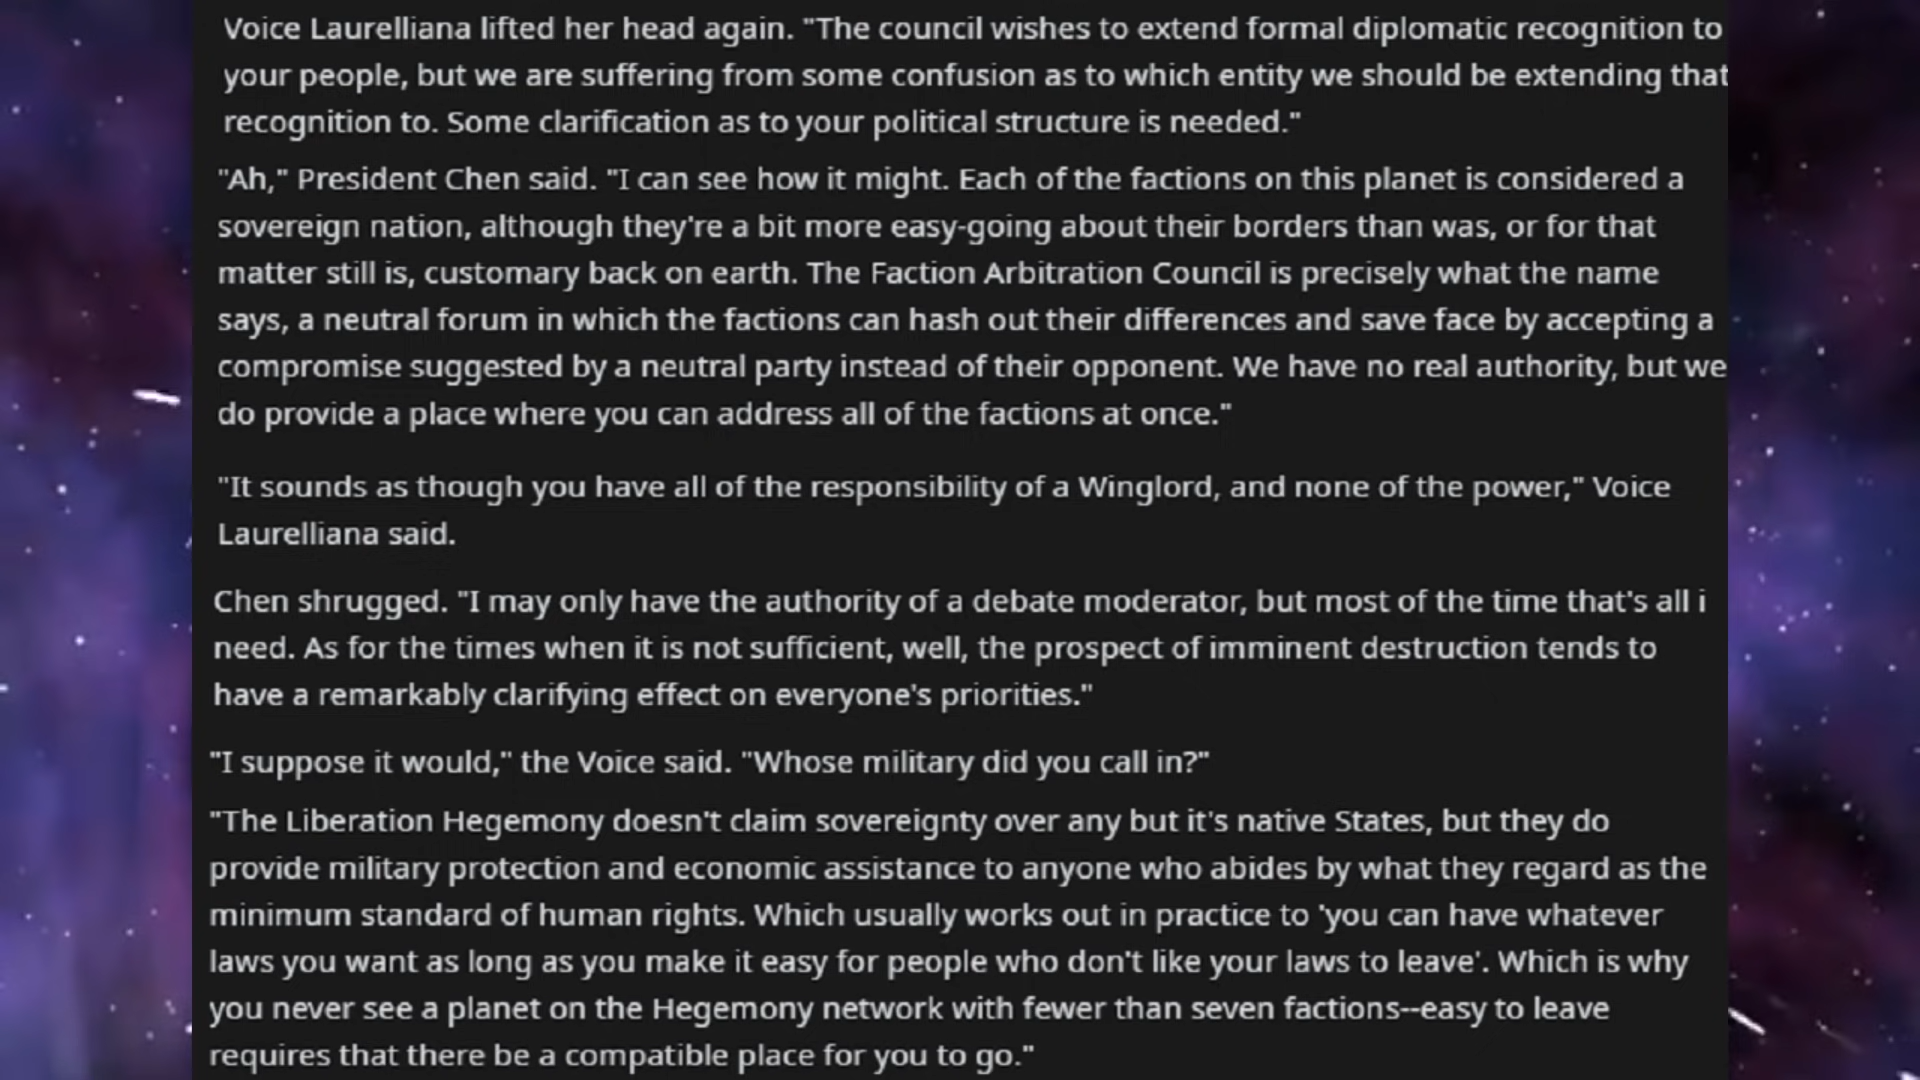 Voice Laurelliana lifted her head again. "The council wishes to extend formal diplomatic recognition to
your people, but we are suffering from some confusion as to which entity we should be extending that
recognition to. Some clarification as to your political structure is needed."
"Ah," President Chen said. "I can see how it might. Each of the factions on this planet is considered a
sovereign nation, although they're a bit more easy-going about their borders than was, or for that
matter still is, customary back on earth. The Faction Arbitration Council is precisely what the name
says, a neutral forum in which the factions can hash out their differences and save face by accepting a
compromise suggested by a neutral party instead of their opponent. We have no real authority, but we
do provide a place where you can address all of the factions at once."
"It sounds as though you have all of the responsibility of a Winglord, and none of the power," Voice
Laurelliana said.
Chen shrugged. "I may only have the authority of a debate moderator, but most of the time that's all i
need. As for the times when it is not sufficient, well, the prospect of imminent destruction tends to
have a remarkably clarifying effect on everyone's priorities."
"I suppose it would," the Voice said. "Whose military did you call in?"
"The Liberation Hegemony doesn't claim sovereignty over any but it's native States, but they do
provide military protection and economic assistance to anyone who abides by what they regard as the
minimum standard of human rights. Which usually works out in practice to 'you can have whatever
laws you want as long as you make it easy for people who don't like your laws to leave'. Which is why
you never see a planet on the Hegemony network with fewer than seven factions--easy to leave
requires that there be a compatible place for you to go."